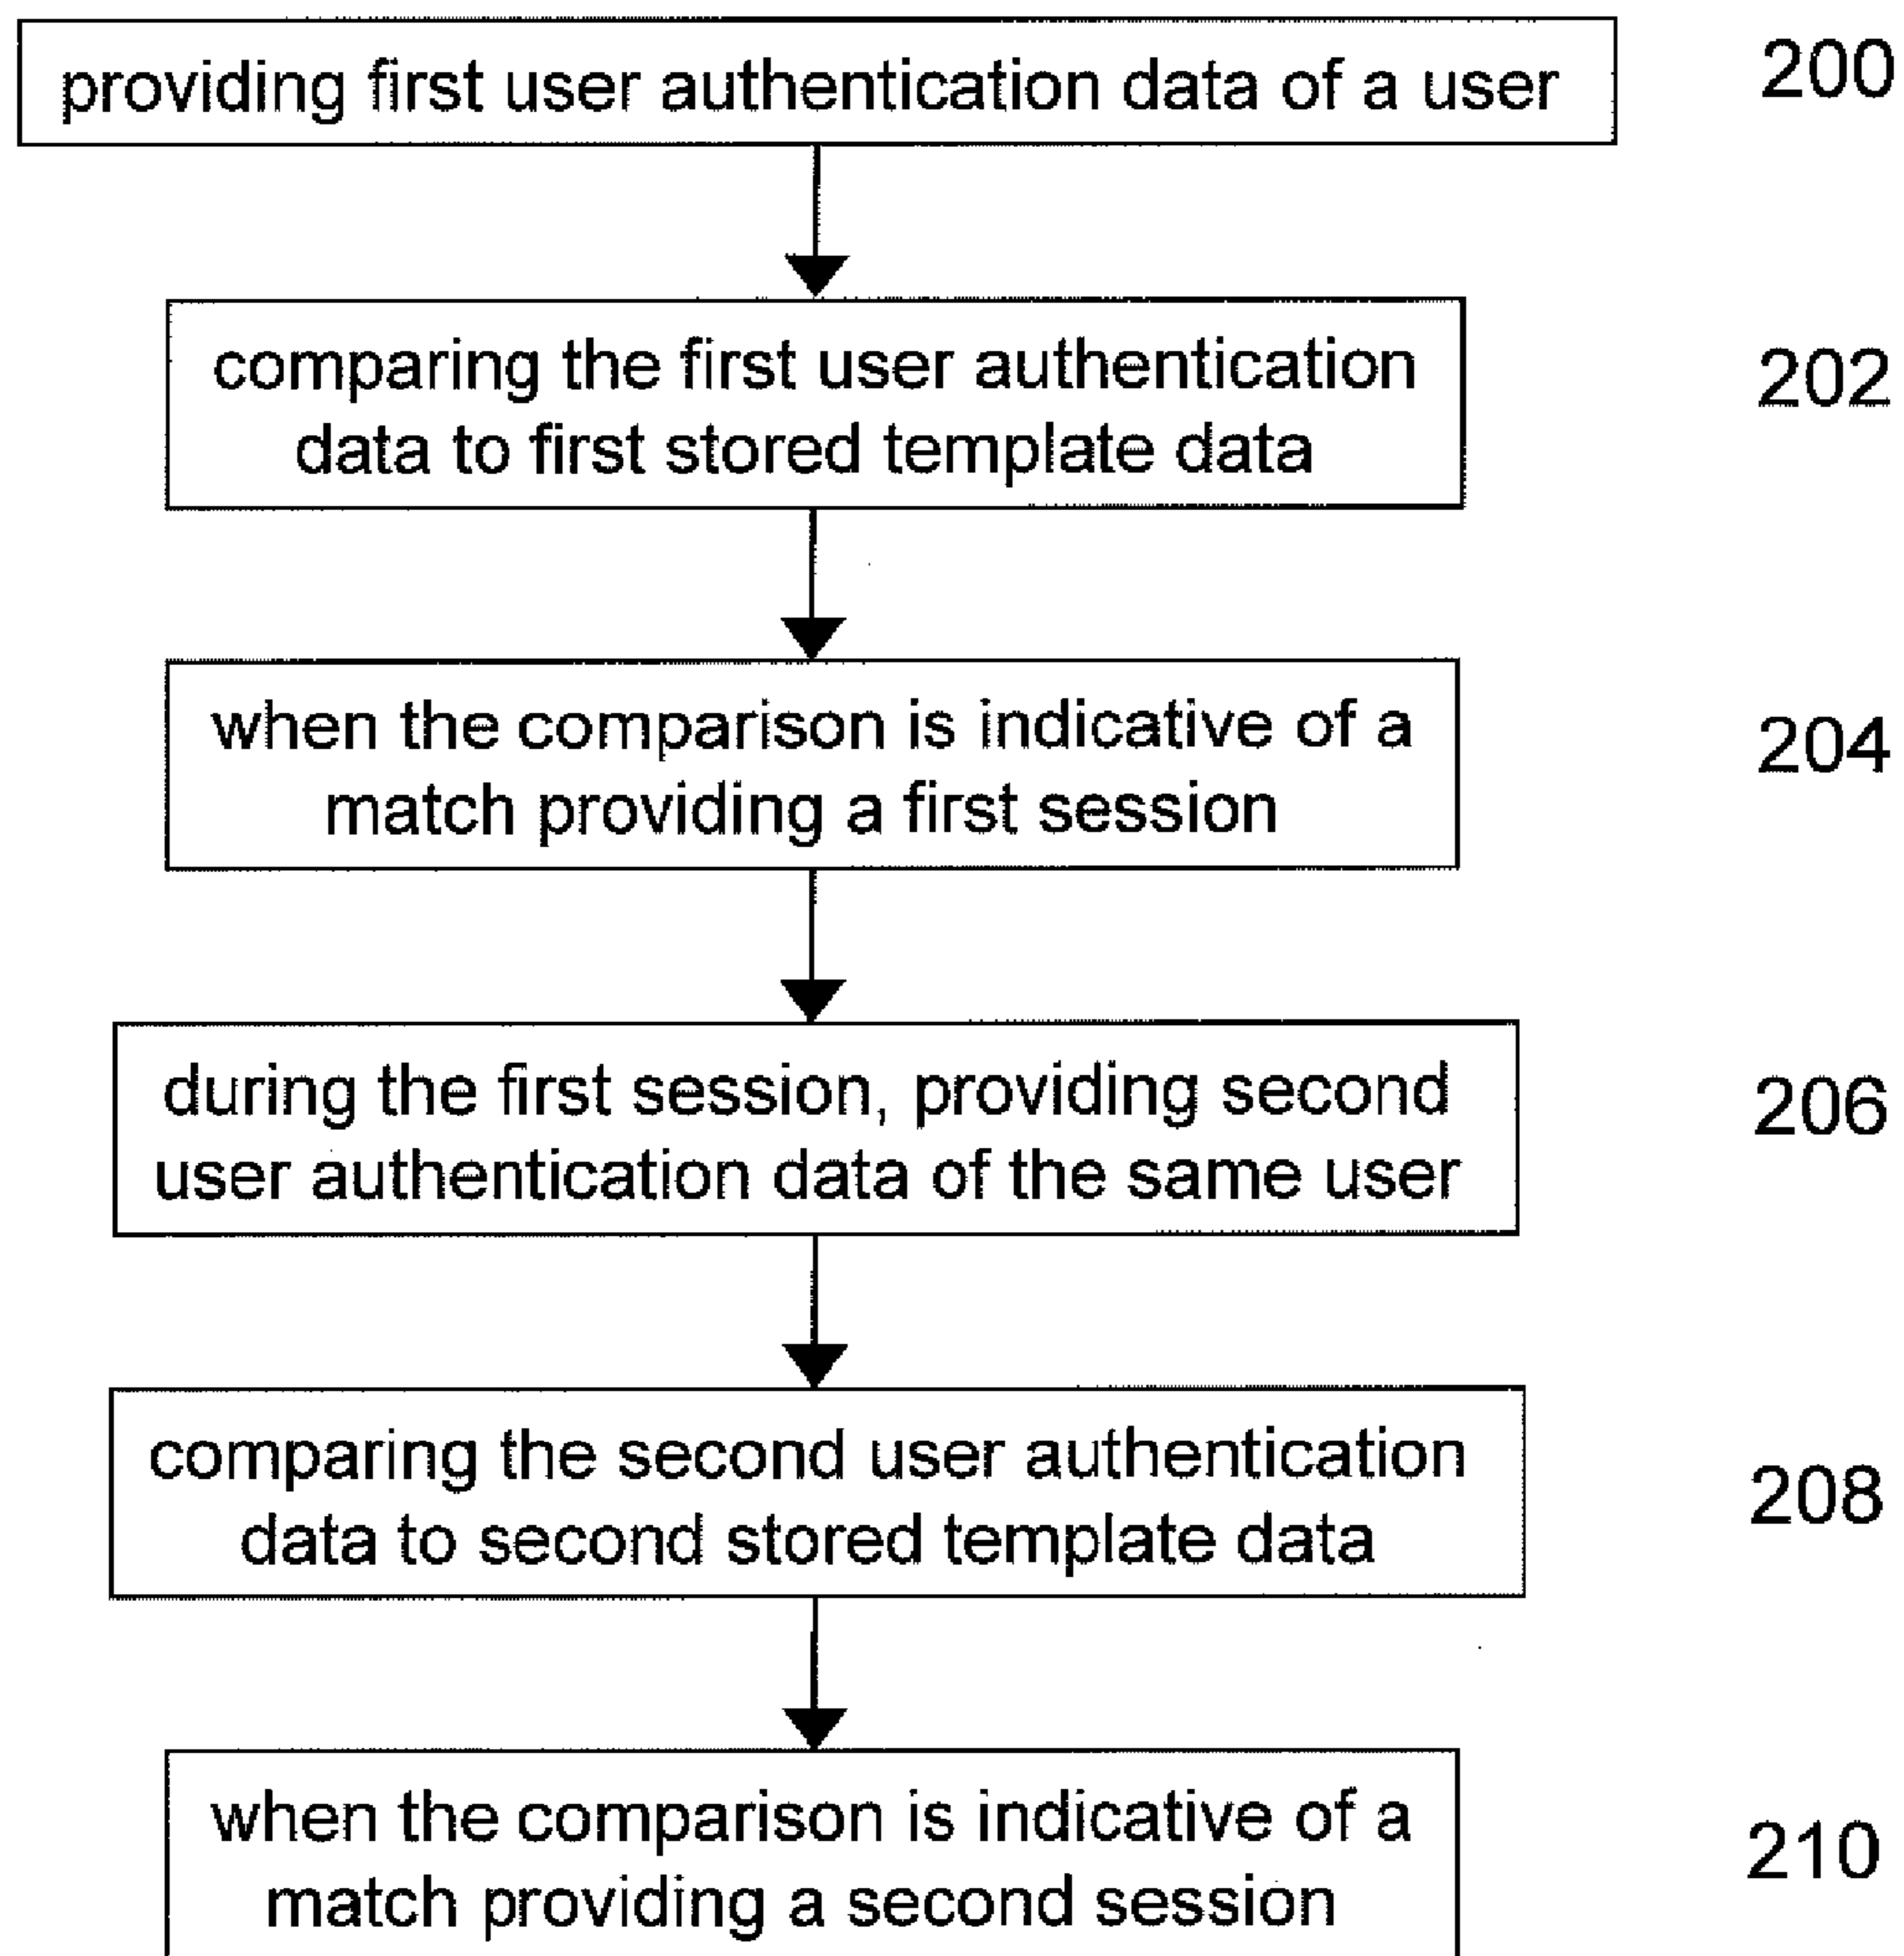 providing first user authentication data of a user
200
comparing the first user authentication
data to first stored template data
202
when the comparison is indicative of a
match providing a first session
204
during the first session, providing second
user authentication data of the same user
206
comparing the second user authentication
data to second stored template data
208
when the comparison is indicative of a
match providing a second session
210